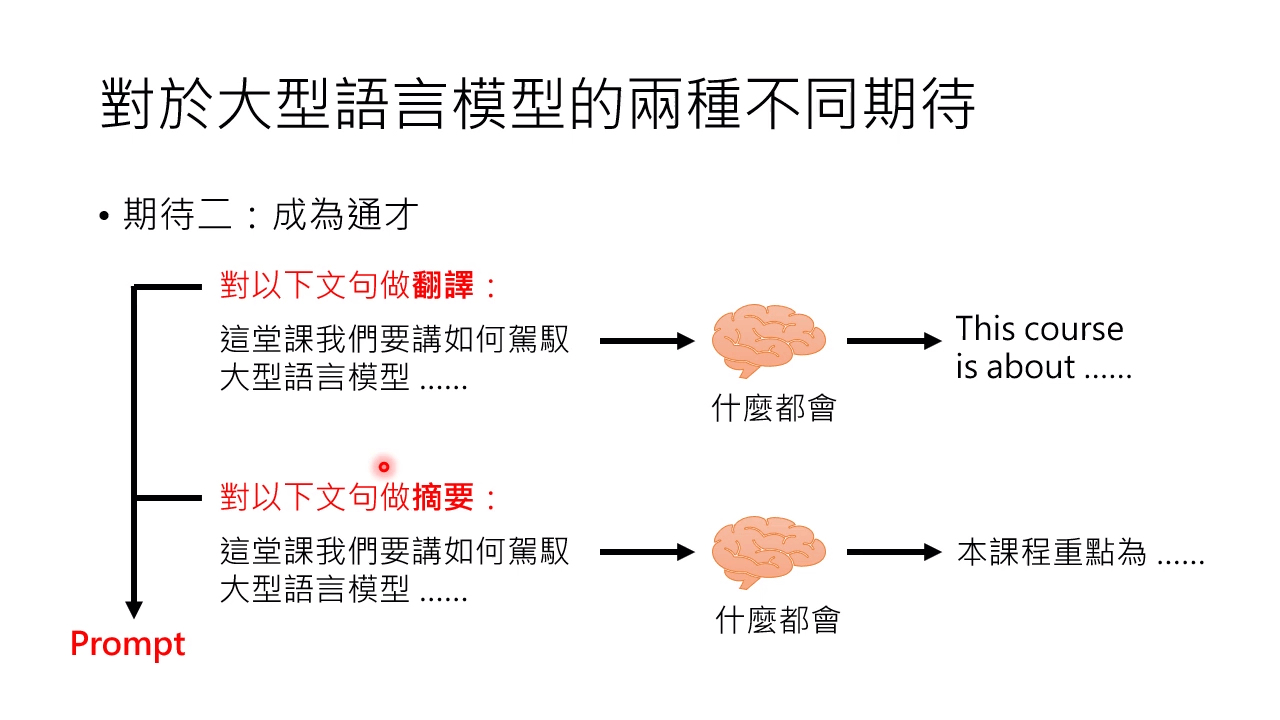 對於大型語言模型的兩種不同期待
• 期待二：成為通才
對以下文句做翻譯：
這堂課我們要講如何駕馭
大型語言模型 ......
什麼都會
This course
is about ......
對以下文句做摘要：
這堂課我們要講如何駕馭
大型語言模型 ......
什麼都會
本課程重點為 ......
Prompt